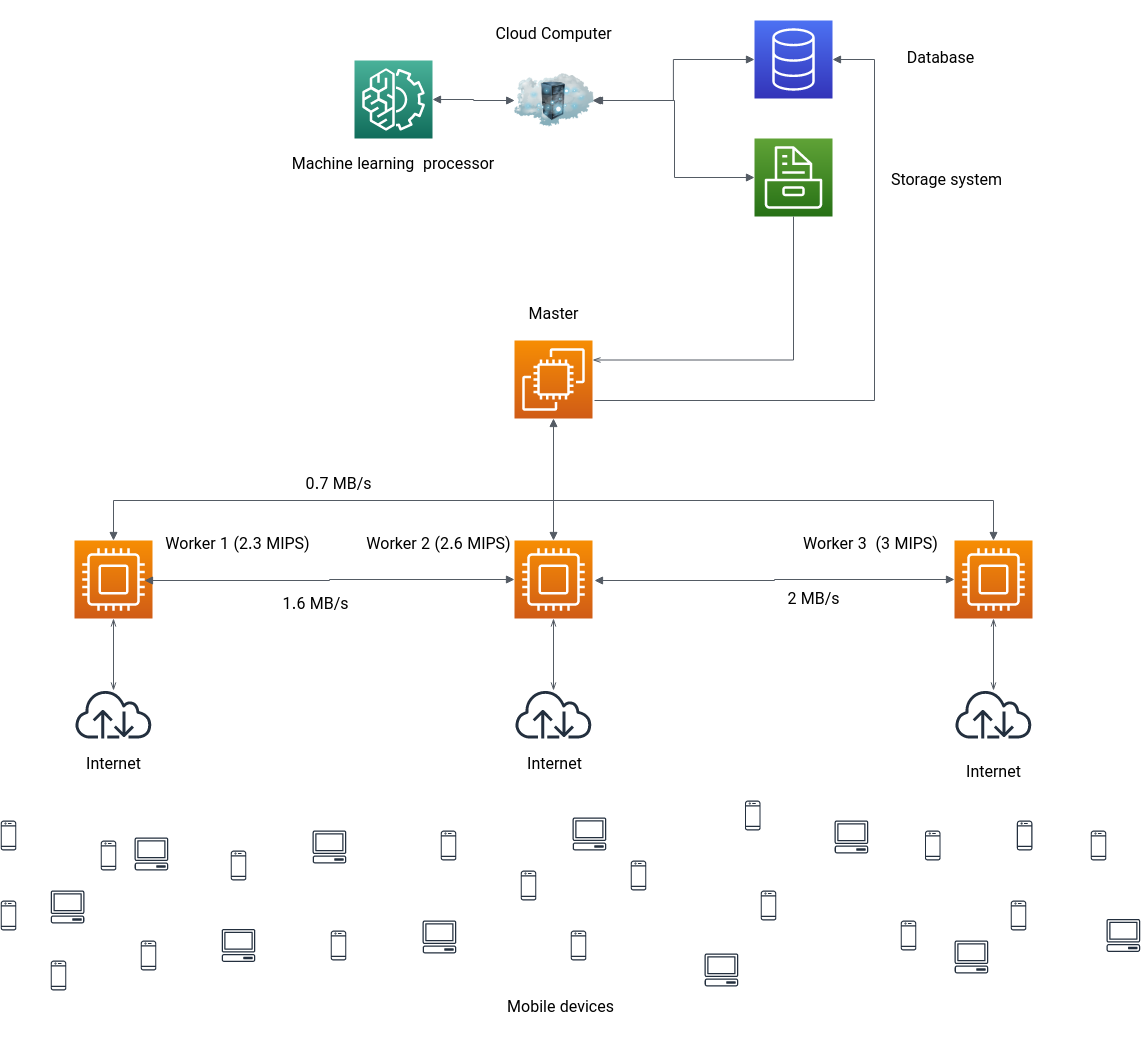 Cloud Computer
Database
Machine learning  processor
Storage system
Master
0.7 MB/s
Worker 1 (2.3 MIPS)
Worker 2 (2.6 MIPS)
Worker 3  (3 MIPS)
1.6 MB/s
2 MB/s
Internet
Internet
Internet
Mobile devices